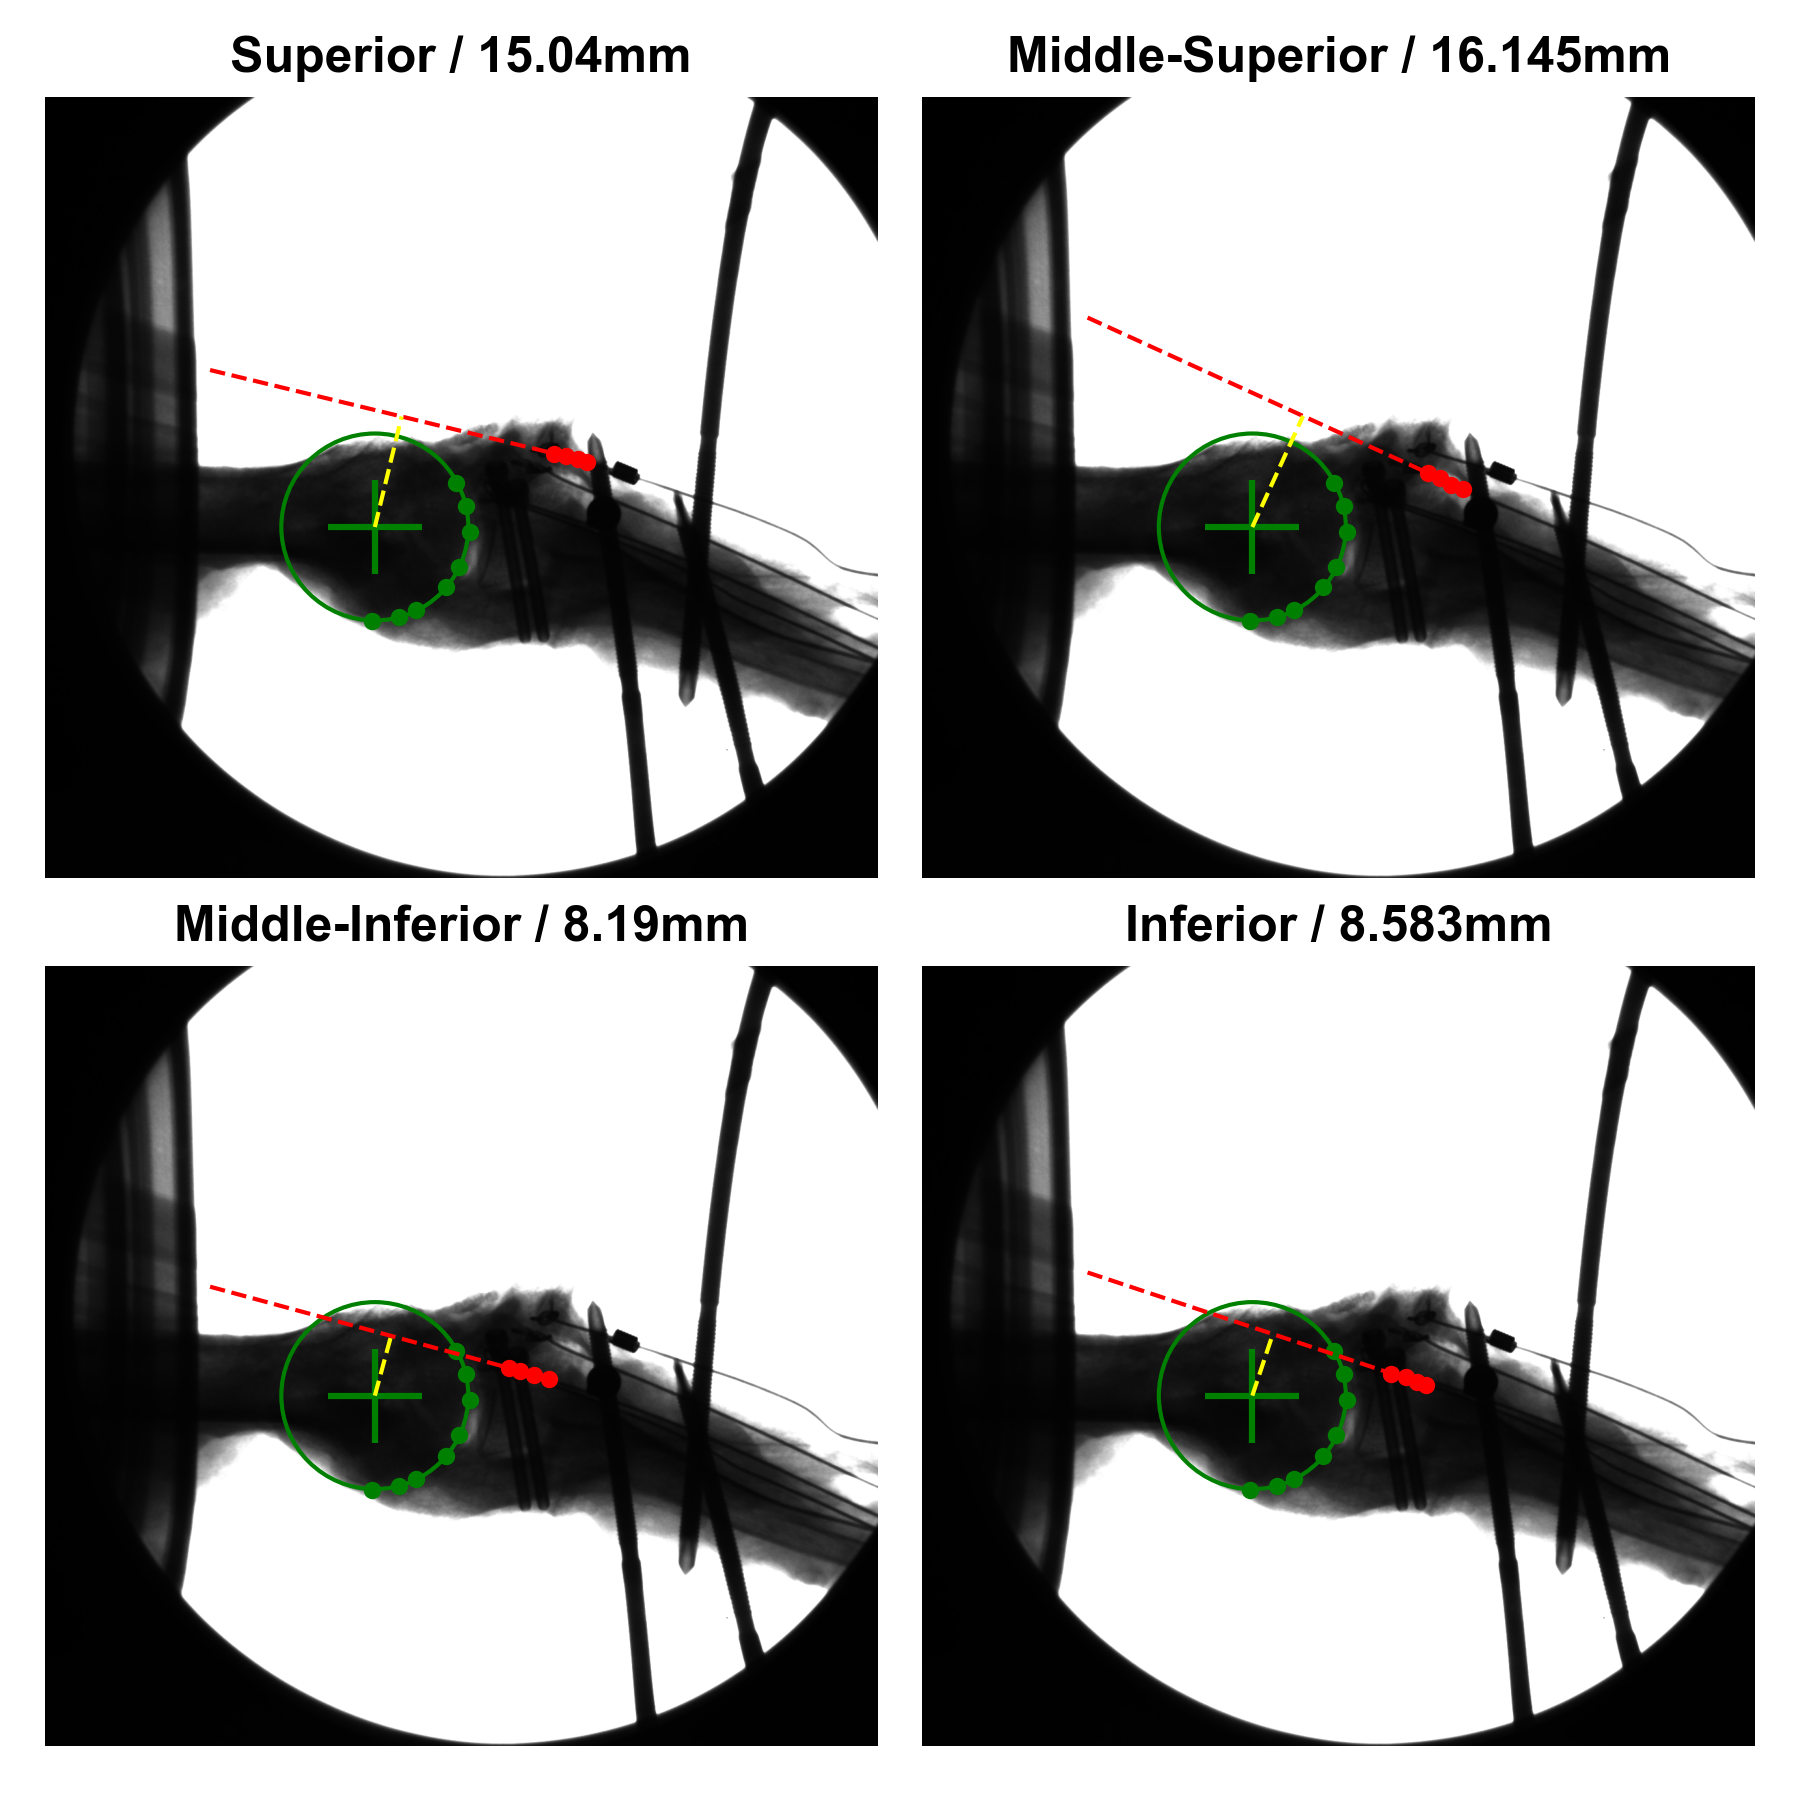 Superior / 15.04mm
Middle-Superior / 16.145mm
Middle-Inferior / 8.19mm
Inferior / 8.583mm